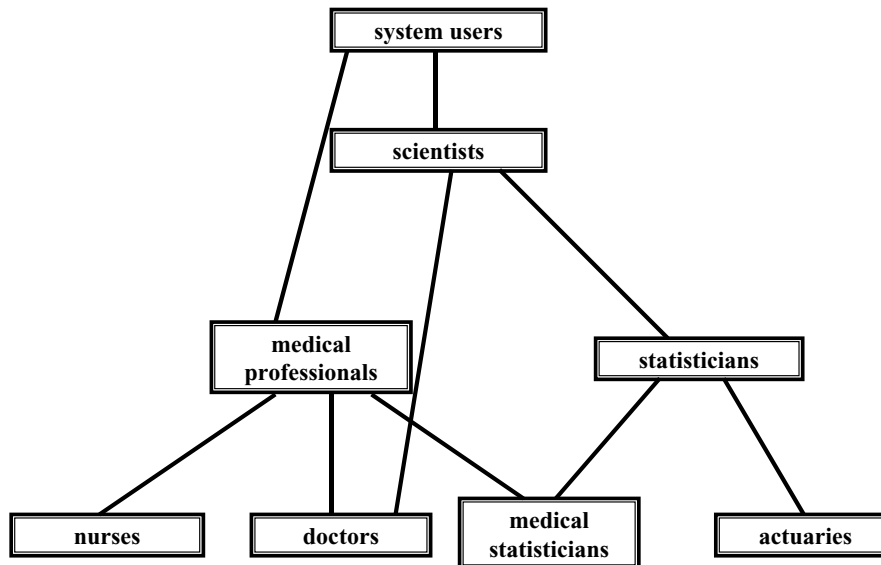 system users
scientists
medical
professionals
statisticians
nurses
doctors
medical
statisticians
actuaries